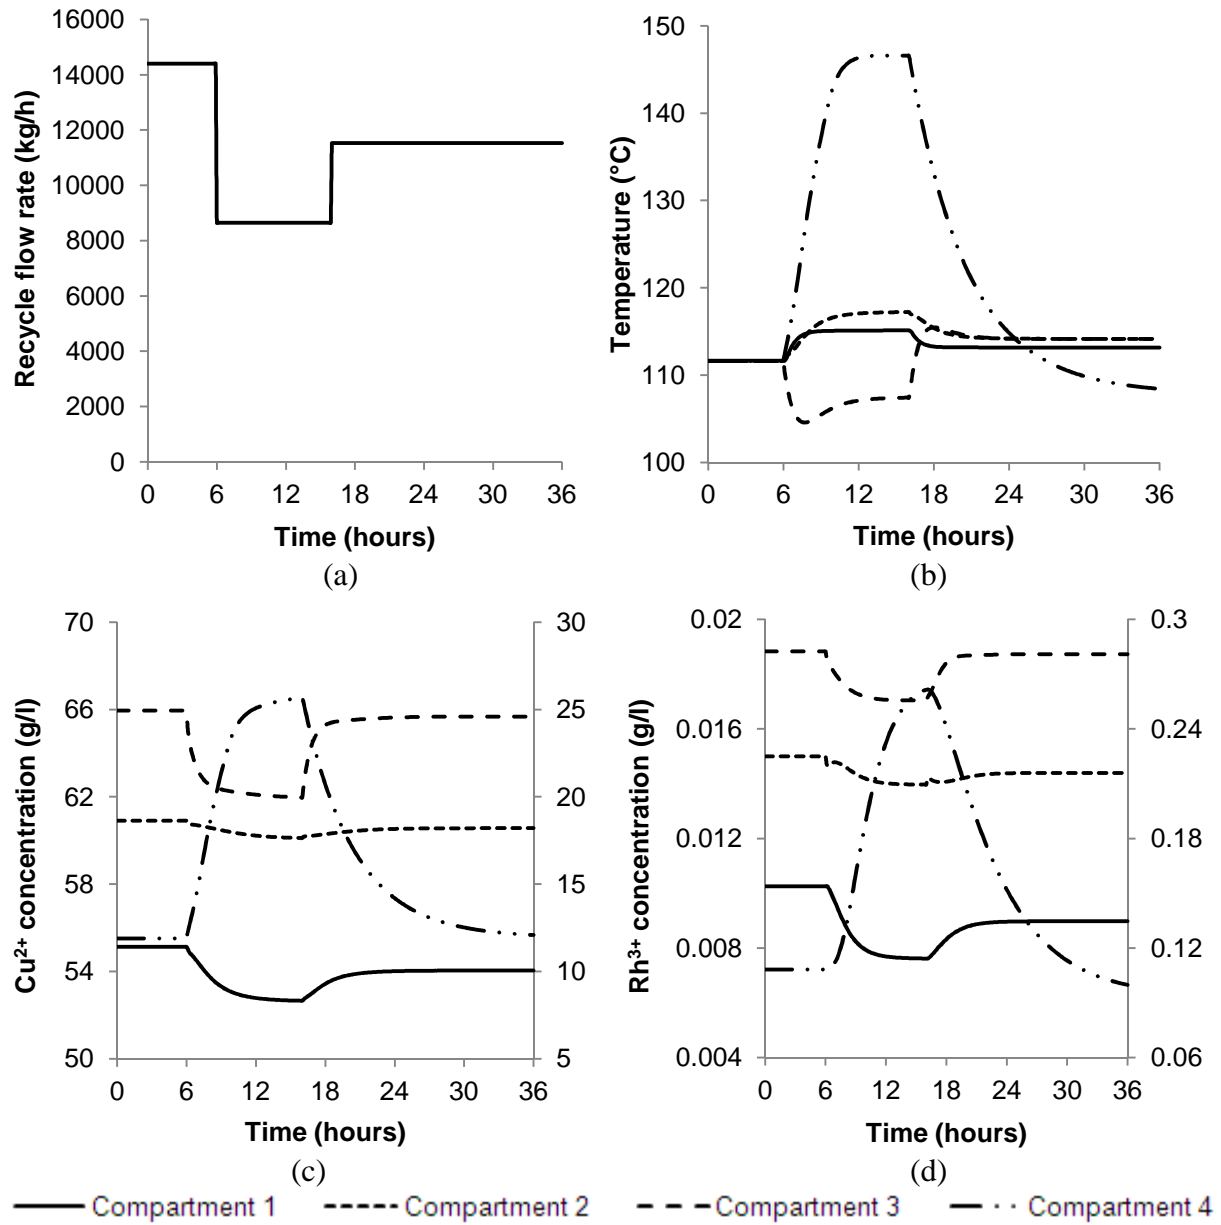 16000
14000
12000
10000
8000
6000
4000
2000
0
0 6 12 18 24 30 36
Recycle flow rate (kg/h)
Time (hours)
(a)
150
140
130
120
110
100
0 6 12 18 24 30 36
Temperature (°C)
Time (hours)
(b)
70
66
62
58
54
50
30
25
20
15
10
5
0 6 12 18 24 30 36
Cu²⁺ concentration (g/l)
Time (hours)
(c)
0.02
0.016
0.012
0.008
0.004
0.3
0.24
0.18
0.12
0.06
0 6 12 18 24 30 36
Rh³⁺ concentration (g/l)
Time (hours)
(d)
Compartment 1 Compartment 2 Compartment 3 Compartment 4